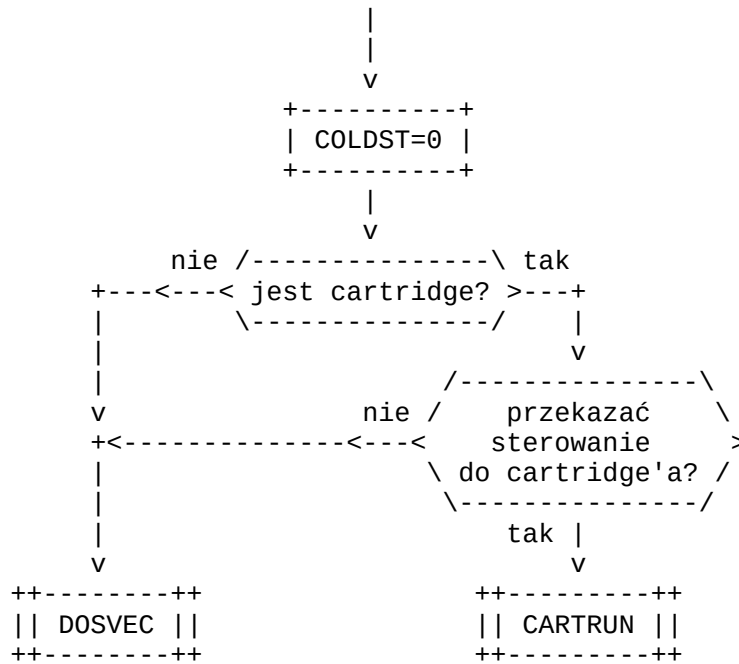 COLDST=0
nie tak
jest cartridge?
nie przekazać
sterowanie
do cartridge'a?
tak
DOSVEC CARTRUN